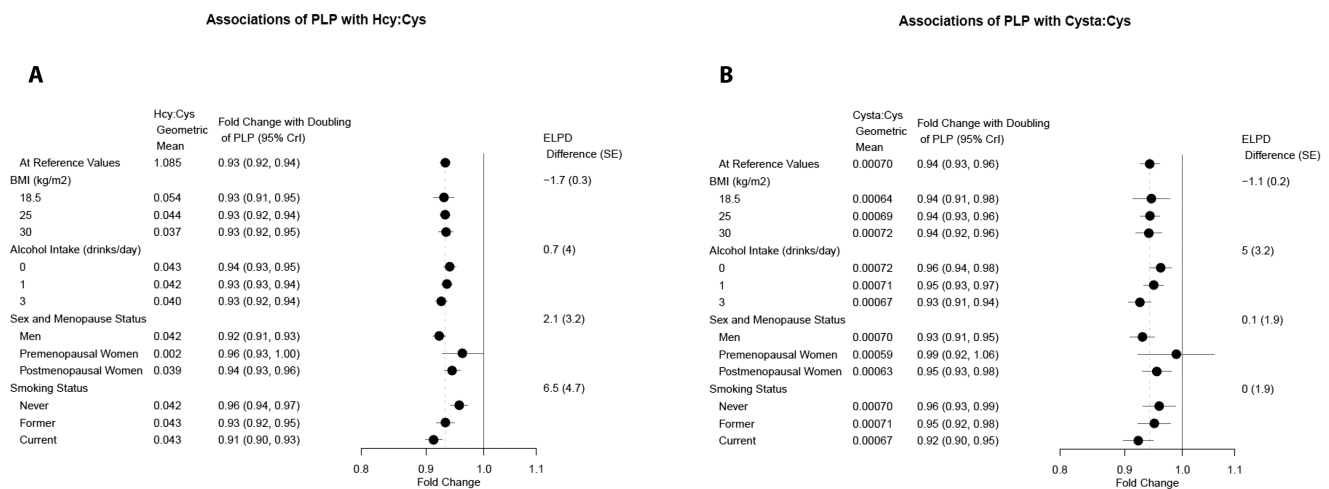 Associations of PLP with Hcy:Cys
A
Hcy:Cys
Geometric
Mean
Fold Change with Doubling
of PLP (95% CrI)
ELPD
Difference (SE)
At Reference Values 1.085 0.93 (0.92, 0.94)
BMI (kg/m2) −1.7 (0.3)
18.5 0.054 0.93 (0.91, 0.95)
25 0.044 0.93 (0.92, 0.94)
30 0.037 0.93 (0.92, 0.95)
Alcohol Intake (drinks/day) 0.7 (4)
0 0.043 0.94 (0.93, 0.95)
1 0.042 0.93 (0.93, 0.94)
3 0.040 0.93 (0.92, 0.94)
Sex and Menopause Status 2.1 (3.2)
Men 0.042 0.92 (0.91, 0.93)
Premenopausal Women 0.002 0.96 (0.93, 1.00)
Postmenopausal Women 0.039 0.94 (0.93, 0.96)
Smoking Status 6.5 (4.7)
Never 0.042 0.96 (0.94, 0.97)
Former 0.043 0.93 (0.92, 0.95)
Current 0.043 0.91 (0.90, 0.93)
0.8 0.9 1.0 1.1
Fold Change
Associations of PLP with Cysta:Cys
B
Cysta:Cys
Geometric
Mean
Fold Change with Doubling
of PLP (95% CrI)
ELPD
Difference (SE)
At Reference Values 0.00070 0.94 (0.93, 0.96)
BMI (kg/m2) −1.1 (0.2)
18.5 0.00064 0.94 (0.91, 0.98)
25 0.00069 0.94 (0.93, 0.96)
30 0.00072 0.94 (0.92, 0.96)
Alcohol Intake (drinks/day) 5 (3.2)
0 0.00072 0.96 (0.94, 0.98)
1 0.00071 0.95 (0.93, 0.97)
3 0.00067 0.93 (0.91, 0.94)
Sex and Menopause Status 0.1 (1.9)
Men 0.00070 0.93 (0.91, 0.95)
Premenopausal Women 0.00059 0.99 (0.92, 1.06)
Postmenopausal Women 0.00063 0.95 (0.93, 0.98)
Smoking Status 0 (1.9)
Never 0.00070 0.96 (0.93, 0.99)
Former 0.00071 0.95 (0.92, 0.98)
Current 0.00067 0.92 (0.90, 0.95)
0.8 0.9 1.0 1.1
Fold Change